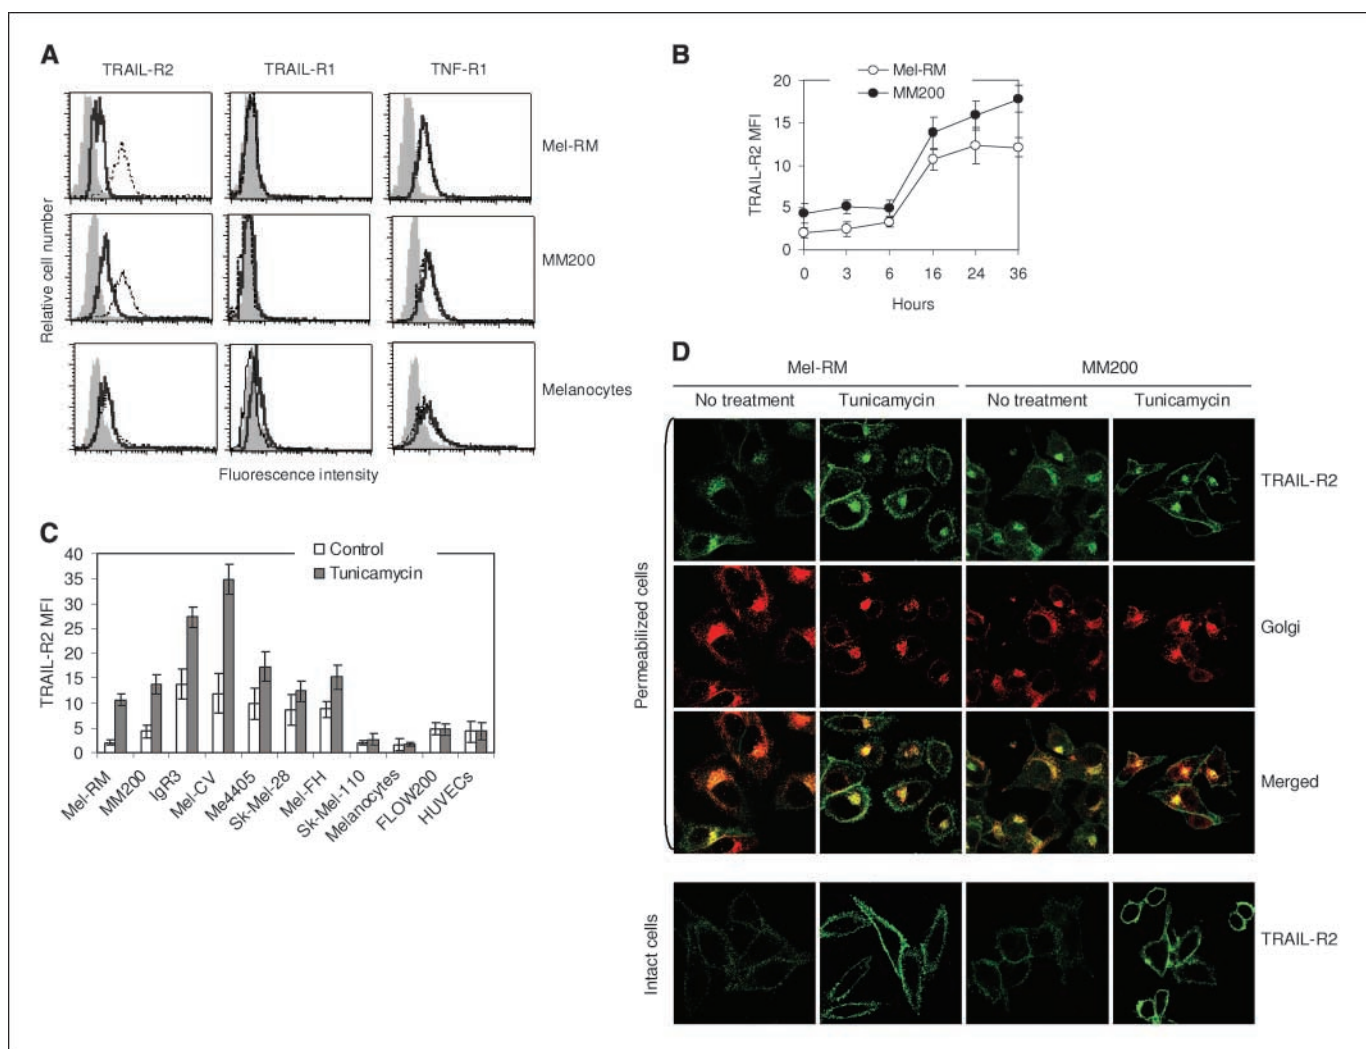 A
TRAIL-R2 TRAIL-R1 TNF-R1
Mel-RM
MM200
Melanocytes
Relative cell number
Fluorescence intensity
B
Mel-RM
MM200
20
15
10
5
0
TRAIL-R2 MFI
0 3 6 16 24 36
Hours
C
Control
Tunicamycin
40
35
30
25
20
15
10
5
0
TRAIL-R2 MFI
Mel-RM
MM200
IgR3
Mel-CV
Me4405
Sk-Mel-28
Mel-FH
Sk-Mel-110
Melanocytes
FLOW200
HUVECs
D
Mel-RM MM200
No treatment Tunicamycin No treatment Tunicamycin
Permeabilized cells
TRAIL-R2
Golgi
Merged
Intact cells
TRAIL-R2